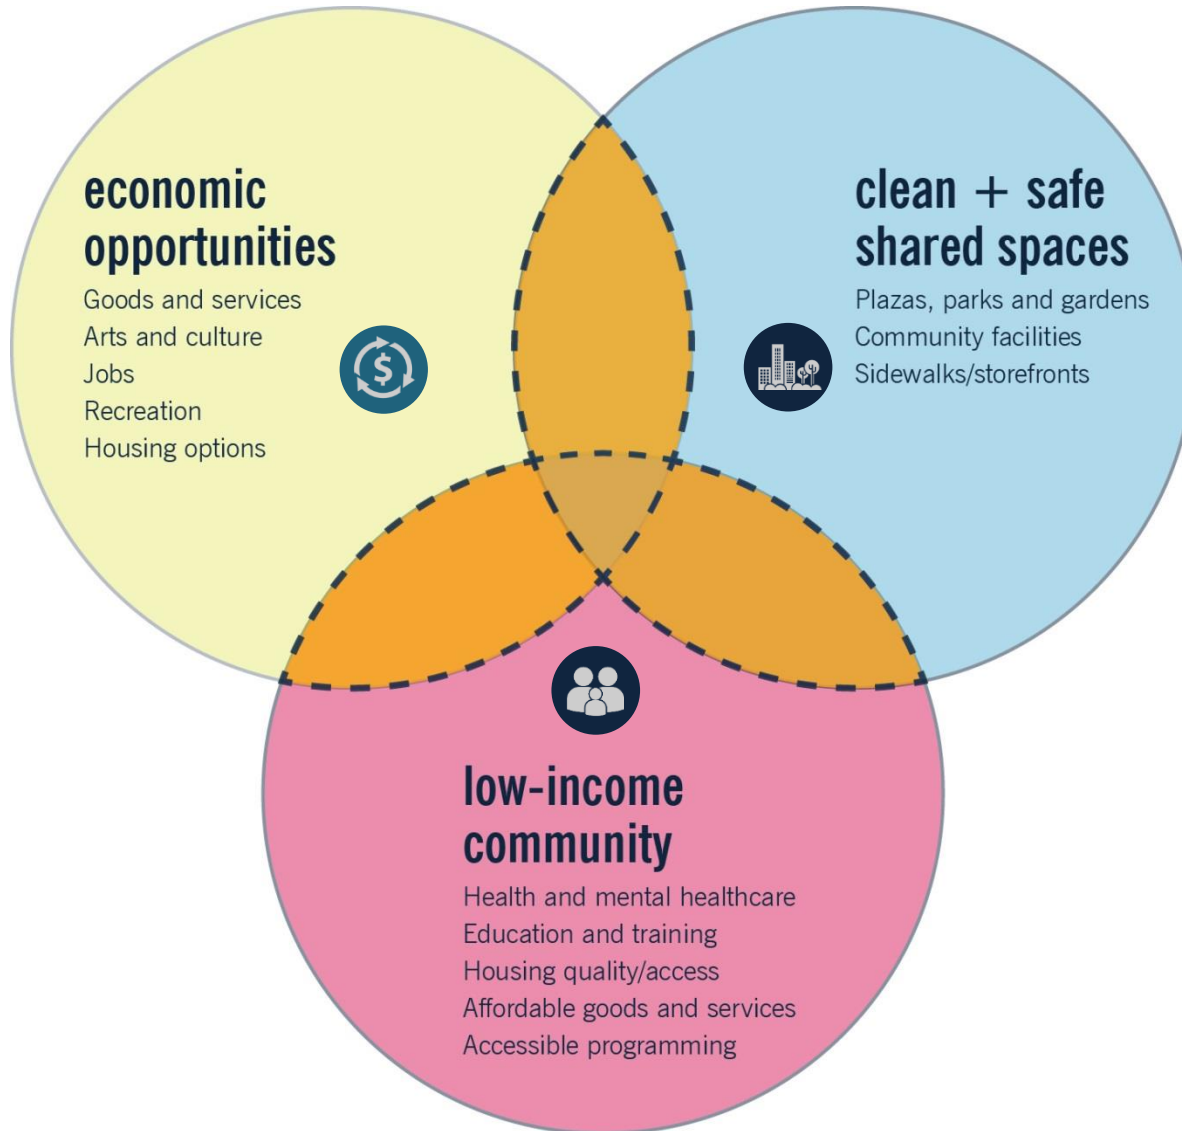 economic
opportunities
Goods and services
Arts and culture
Jobs
Recreation
Housing options
$
clean + safe
shared spaces
Plazas, parks and gardens
Community facilities
Sidewalks/storefronts
low-income
community
Health and mental healthcare
Education and training
Housing quality/access
Affordable goods and services
Accessible programming